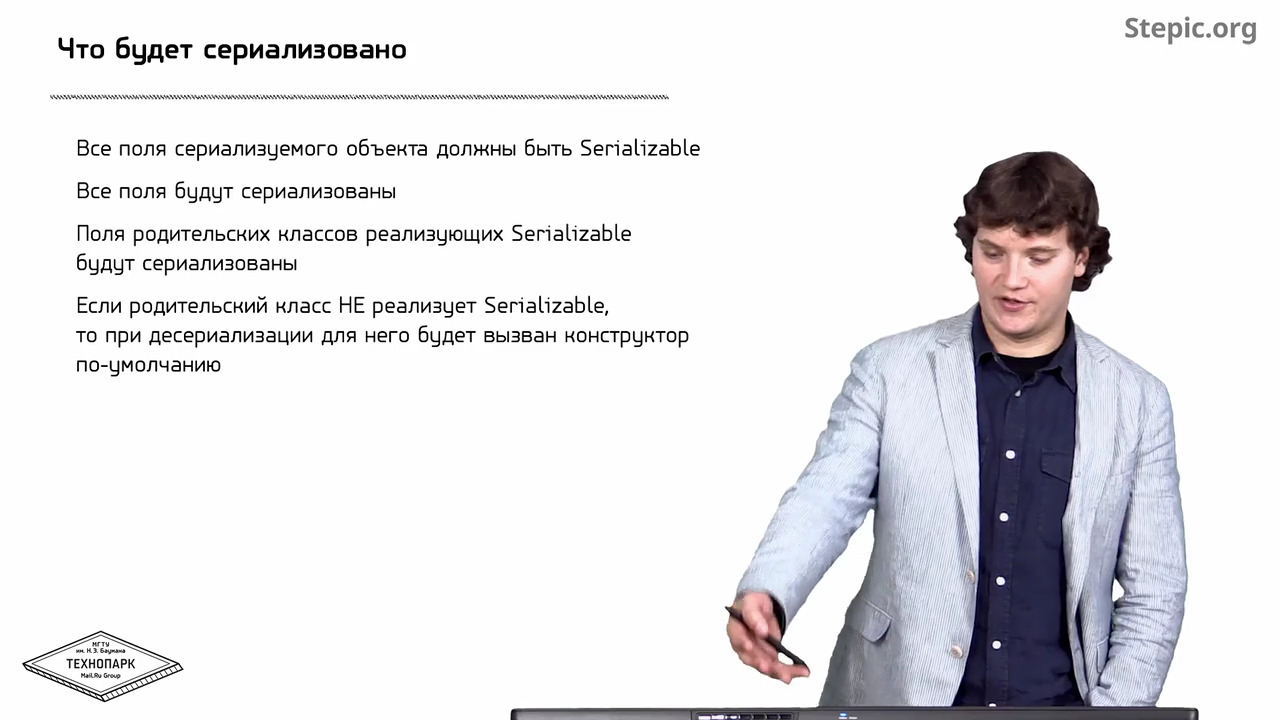 Stepic.org
Что будет сериализовано
Все поля сериализуемого объекта должны быть Serializable
Все поля будут сериализованы
Поля родительских классов реализующих Serializable
будут сериализованы
Если родительский класс НЕ реализует Serializable,
то при десериализации для него будет вызван конструктор
по-умолчанию
МГТУ
им. Н.Э. Баумана
ТЕХНОПАРК
Mail.Ru Group